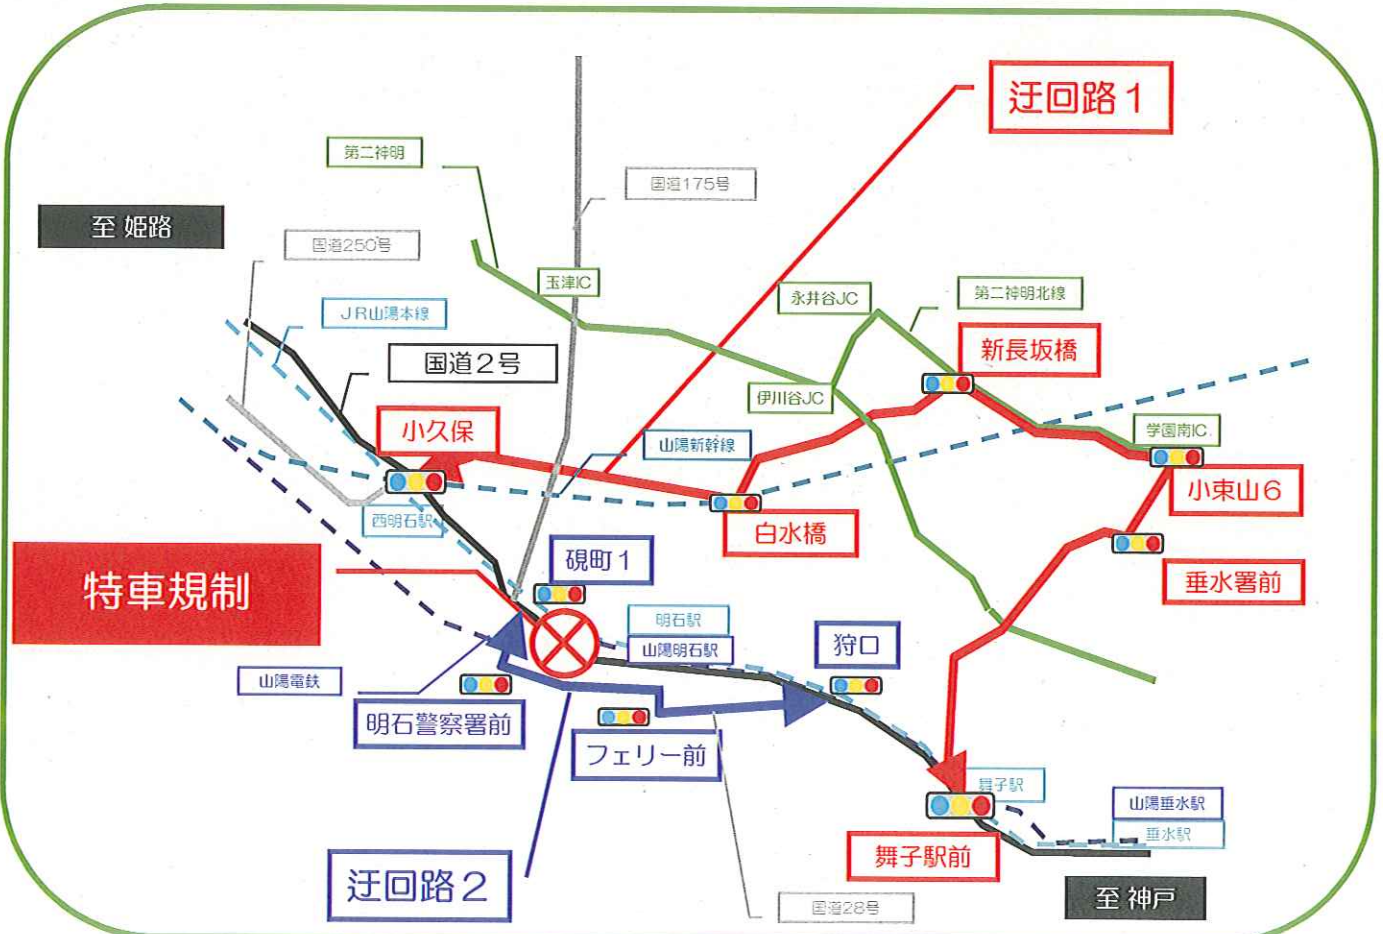 迂回路1
第二神明
国道175号
至 姫路
国道250号
玉津IC
永井谷JC
第二神明北線
JR山陽本線
新長坂橋
国道2号
伊川谷JC
小久保
山陽新幹線
学園南IC.
小束山6
西明石駅
白水橋
硯町1
特車規制
垂水署前
明石駅
山陽明石駅
狩口
山陽電鉄
明石警察署前
フェリー前
舞子駅
山陽垂水駅
垂水駅
舞子駅前
迂回路2
至 神戸
国道28号